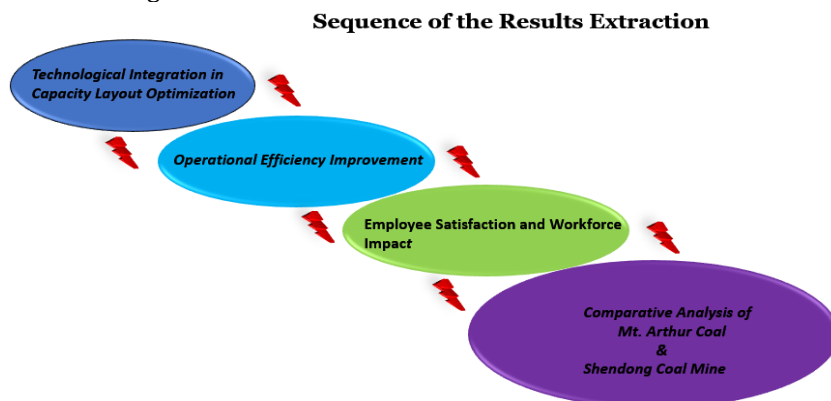 Sequence of the Results Extraction
Technological Integration in
Capacity Layout Optimization
Operational Efficiency Improvement
Employee Satisfaction and Workforce
Impact
Comparative Analysis of
Mt. Arthur Coal
&
Shendong Coal Mine